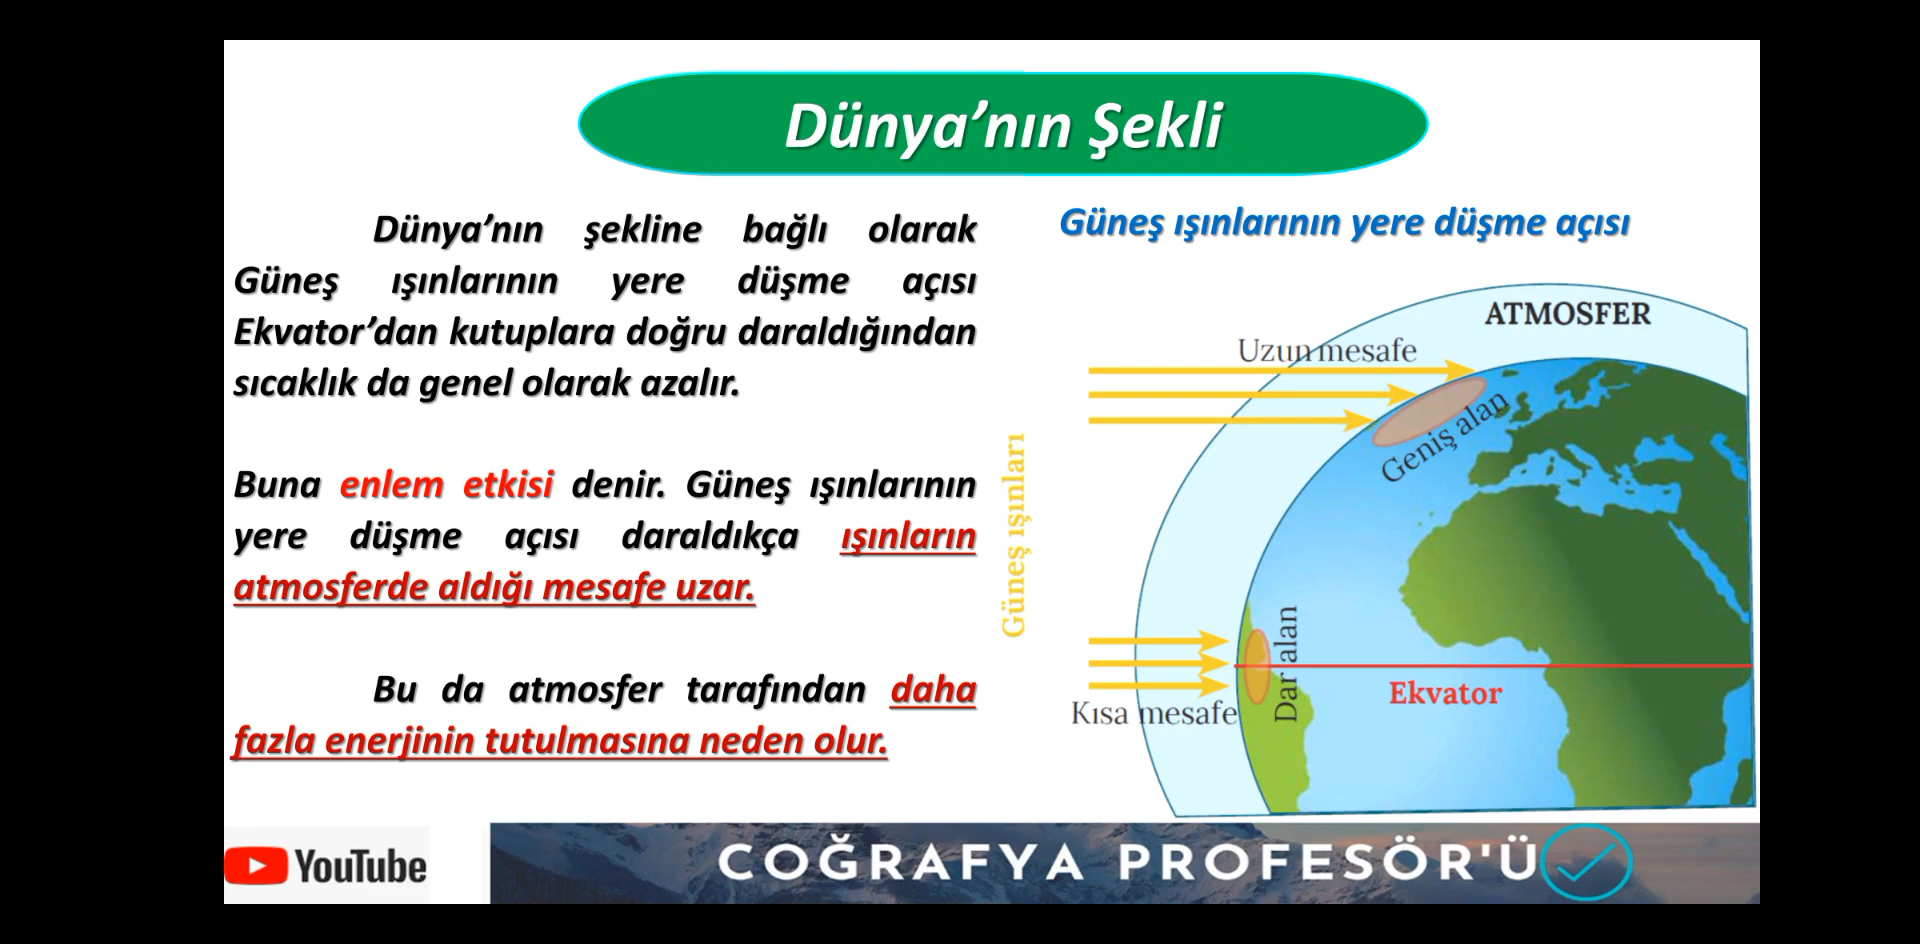 Dünya’nın Şekli
Dünya’nın şekline bağlı olarak
Güneş ışınlarının yere düşme açısı
Ekvator’dan kutuplara doğru daraldığından
sıcaklık da genel olarak azalır.
Buna enlem etkisi denir. Güneş ışınlarının
yere düşme açısı daraldıkça ışınların
atmosferde aldığı mesafe uzar.
Bu da atmosfer tarafından daha
fazla enerjinin tutulmasına neden olur.
Güneş ışınlarının yere düşme açısı
ATMOSFER
Uzun mesafe
Geniş alan
Güneş ışınları
Dar alan
Ekvator
Kısa mesafe
YouTube
COĞRAFYA PROFESÖR'Ü